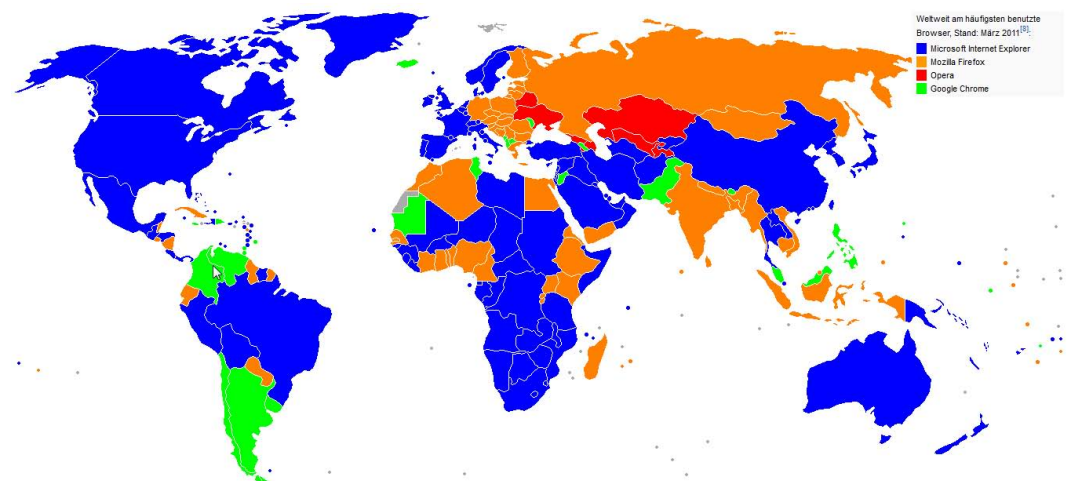 Weltweit am häufigsten benutzte
Browser, Stand: März 2011[8]:
Microsoft Internet Explorer
Mozilla Firefox
Opera
Google Chrome